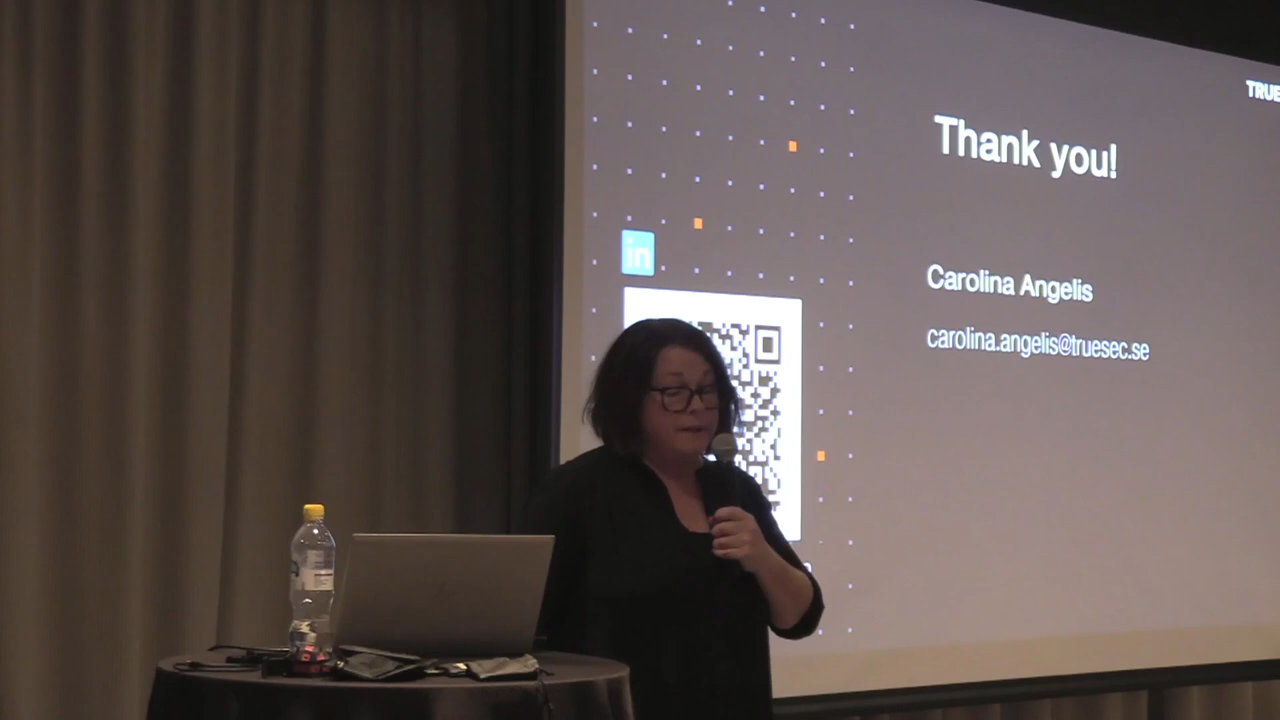 TRUE
Thank you!
in
Carolina Angelis
carolina.angelis@truesec.se